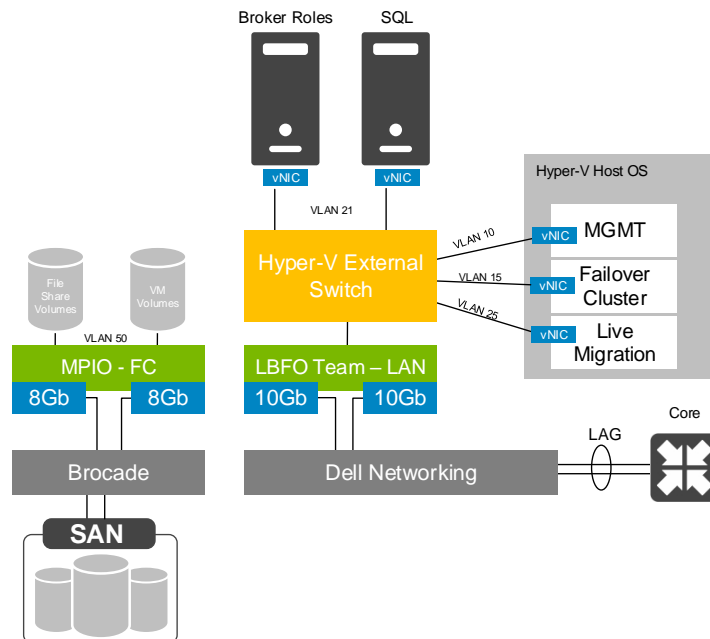 Broker Roles
SQL
vNIC
vNIC
VLAN 21
Hyper-V Host OS
VLAN 10
vNIC
MGMT
Hyper-V External
Switch
VLAN 15
vNIC
Failover
Cluster
VLAN 25
vNIC
Live
Migration
File
Share
Volumes
VM
Volumes
VLAN 50
MPIO - FC
8Gb
8Gb
LBFO Team – LAN
10Gb
10Gb
Brocade
Dell Networking
LAG
Core
SAN